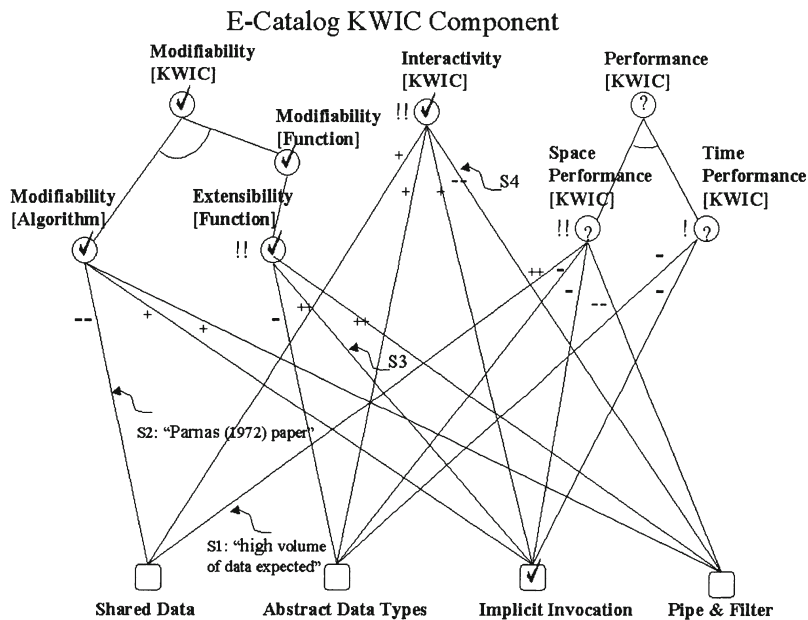 E-Catalog KWIC Component
Modifiability
[KWIC]
Interactivity
[KWIC]
Performance
[KWIC]
!!
?
Modifiability
[Function]
Space
Performance
[KWIC]
Time
Performance
[KWIC]
Modifiability
[Algorithm]
Extensibility
[Function]
!!
!!
?
!
?
+
+
+
--
S4
--
+
+
-
++
++
++
-
-
--
-
-
S3
S2: “Parnas (1972) paper”
S1: “high volume
of data expected”
Shared Data
Abstract Data Types
Implicit Invocation
Pipe & Filter